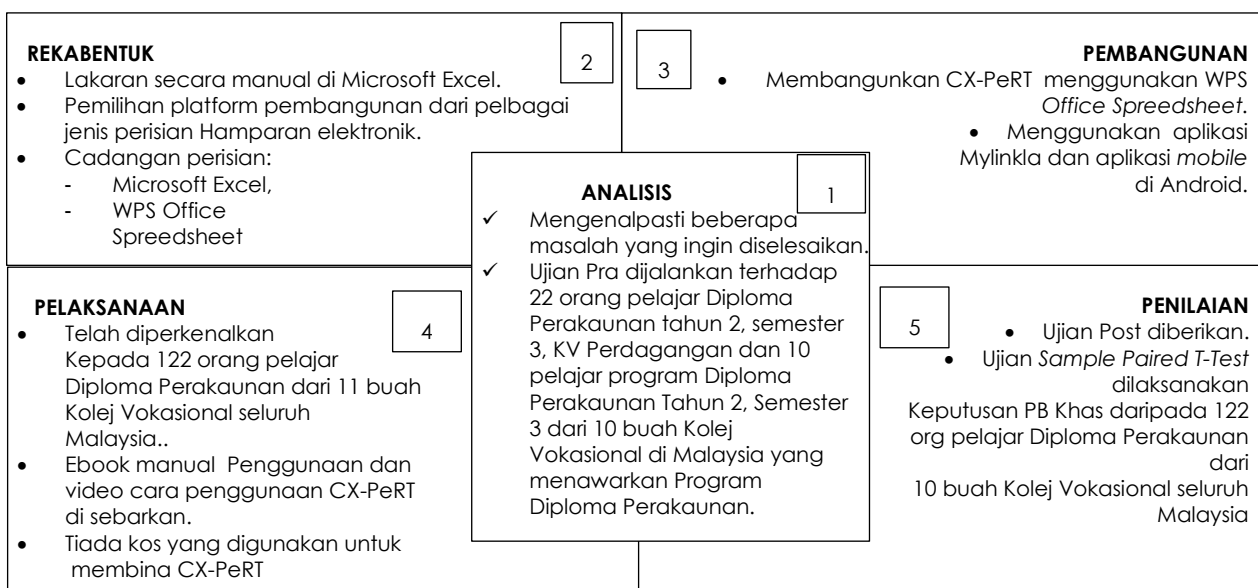 REKABENTUK
2
• Lakaran secara manual di Microsoft Excel.
• Pemilihan platform pembangunan dari pelbagai
jenis perisian Hamparan elektronik.
• Cadangan perisian:
- Microsoft Excel,
- WPS Office
Spreedsheet
3
PEMBANGUNAN
• Membangunkan CX-PeRT menggunakan WPS
Office Spreedsheet.
• Menggunakan aplikasi
Mylinkla dan aplikasi mobile
di Android.
ANALISIS
1
✓ Mengenalpasti beberapa
masalah yang ingin diselesaikan.
✓ Ujian Pra dijalankan terhadap
22 orang pelajar Diploma
Perakaunan tahun 2, semester
3, KV Perdagangan dan 10
pelajar program Diploma
Perakaunan Tahun 2, Semester
3 dari 10 buah Kolej
Vokasional di Malaysia yang
menawarkan Program
Diploma Perakaunan.
PELAKSANAAN
4
• Telah diperkenalkan
Kepada 122 orang pelajar
Diploma Perakaunan dari 11 buah
Kolej Vokasional seluruh
Malaysia..
• Ebook manual Penggunaan dan
video cara penggunaan CX-PeRT
di sebarkan.
• Tiada kos yang digunakan untuk
membina CX-PeRT
5
PENILAIAN
• Ujian Post diberikan.
• Ujian Sample Paired T-Test
dilaksanakan
Keputusan PB Khas daripada 122
org pelajar Diploma Perakaunan
dari
10 buah Kolej Vokasional seluruh
Malaysia